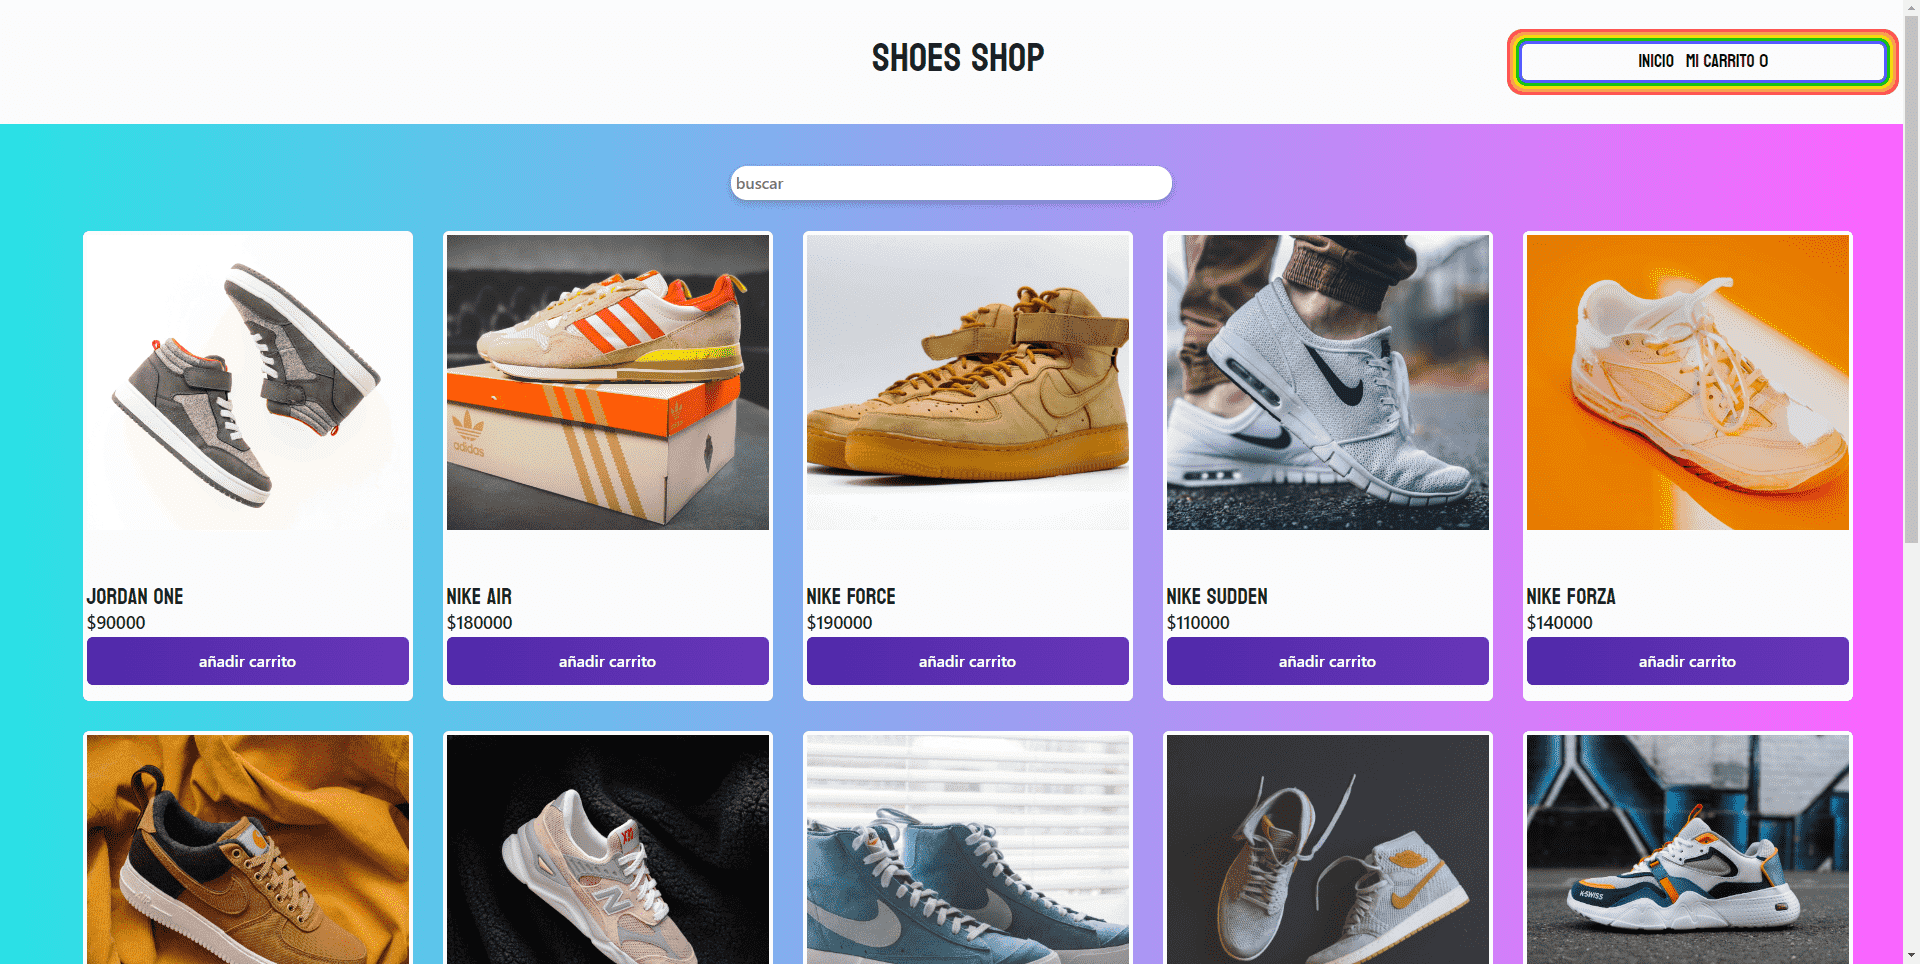 SHOES SHOP
INICIO MI CARRITO 0
buscar
adidas
JORDAN ONE
$90000
añadir carrito
NIKE AIR
$180000
añadir carrito
NIKE FORCE
$190000
añadir carrito
NIKE SUDDEN
$110000
añadir carrito
NIKE FORZA
$140000
añadir carrito
K-SWISS